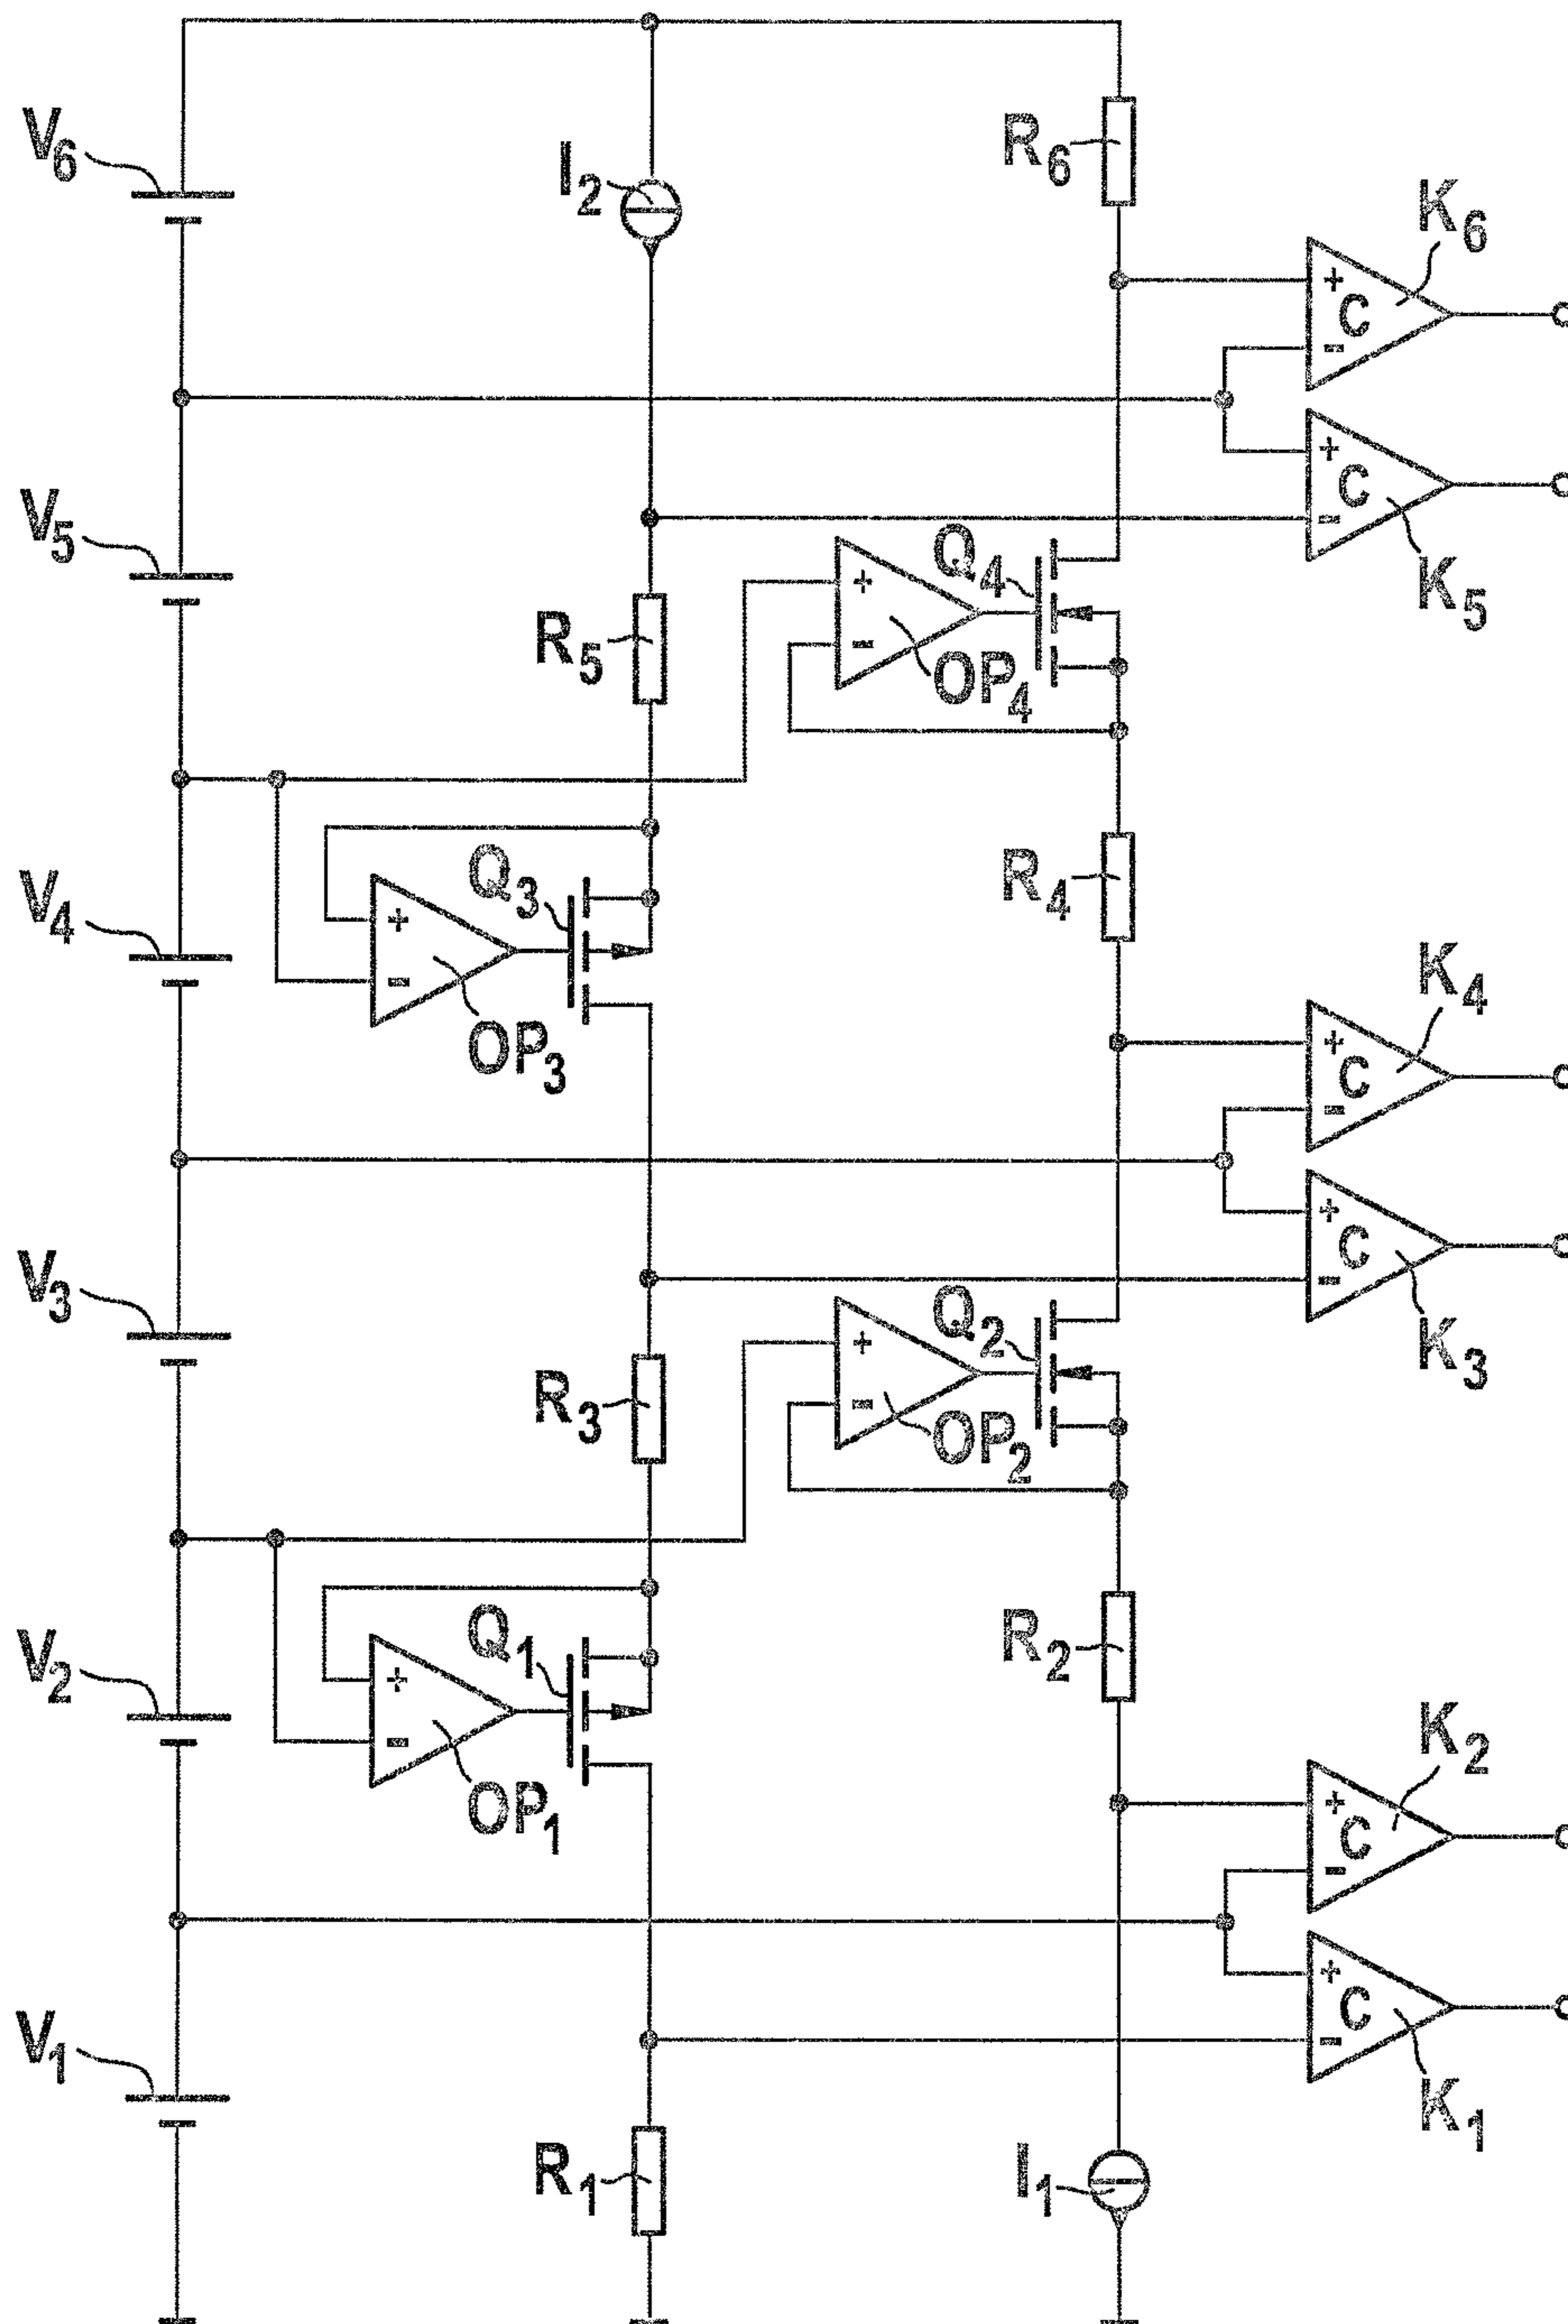 V6
I2
R6
K6
+
C
-
V5
+
C
-
K5
R5
Q4
+
-
OP4
V4
Q3
+
-
OP3
R4
K4
+
C
-
V3
+
C
-
K3
R3
Q2
+
-
OP2
V2
Q1
+
-
OP1
R2
K2
+
C
-
V1
+
C
-
K1
R1
I1